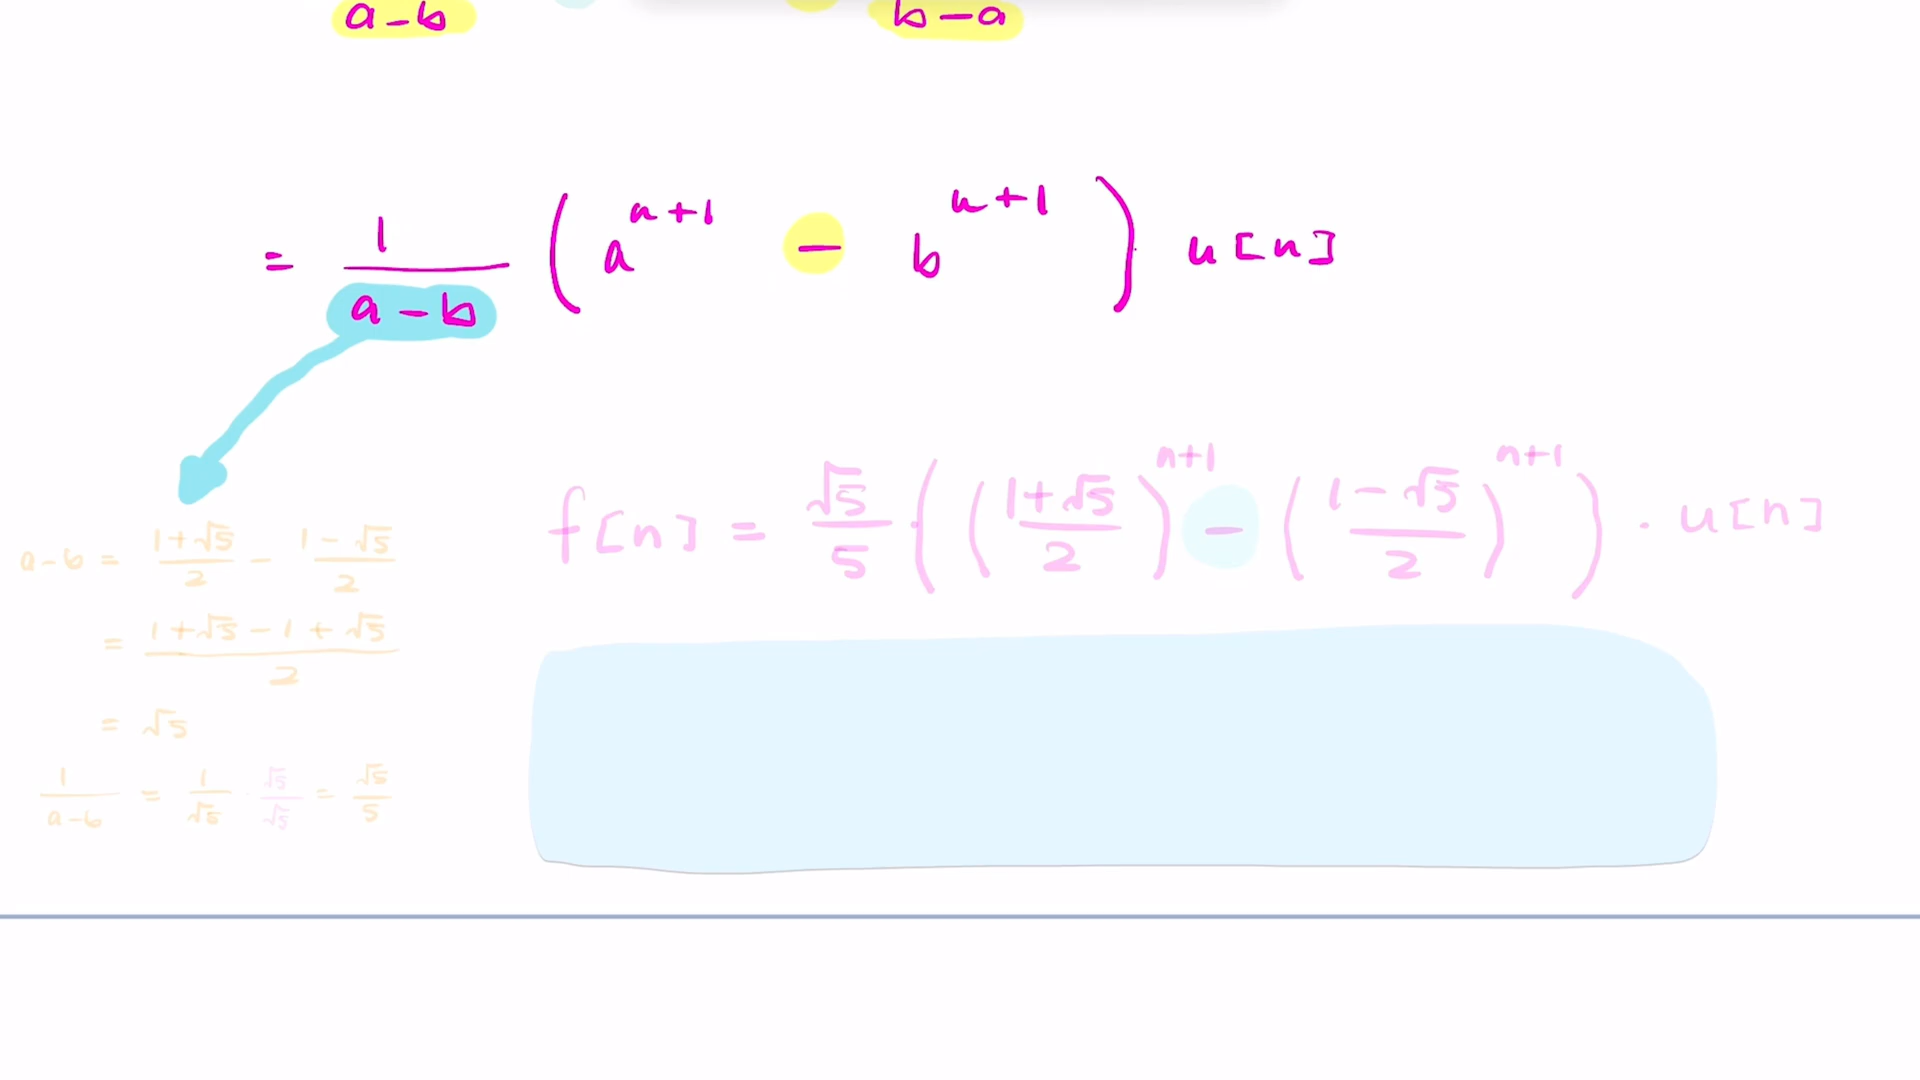 a-b b-a
= 1/(a-b) ( a^(n+1) - b^(n+1) ) u[n]
f[n] = √5/5 · ( ( (1+√5)/2 )^(n+1) - ( (1-√5)/2 )^(n+1) ) · u[n]
a-b = (1+√5)/2 - (1-√5)/2
= (1+√5-1+√5)/2
= √5
1/(a-b) = 1/√5 · √5/√5 = √5/5